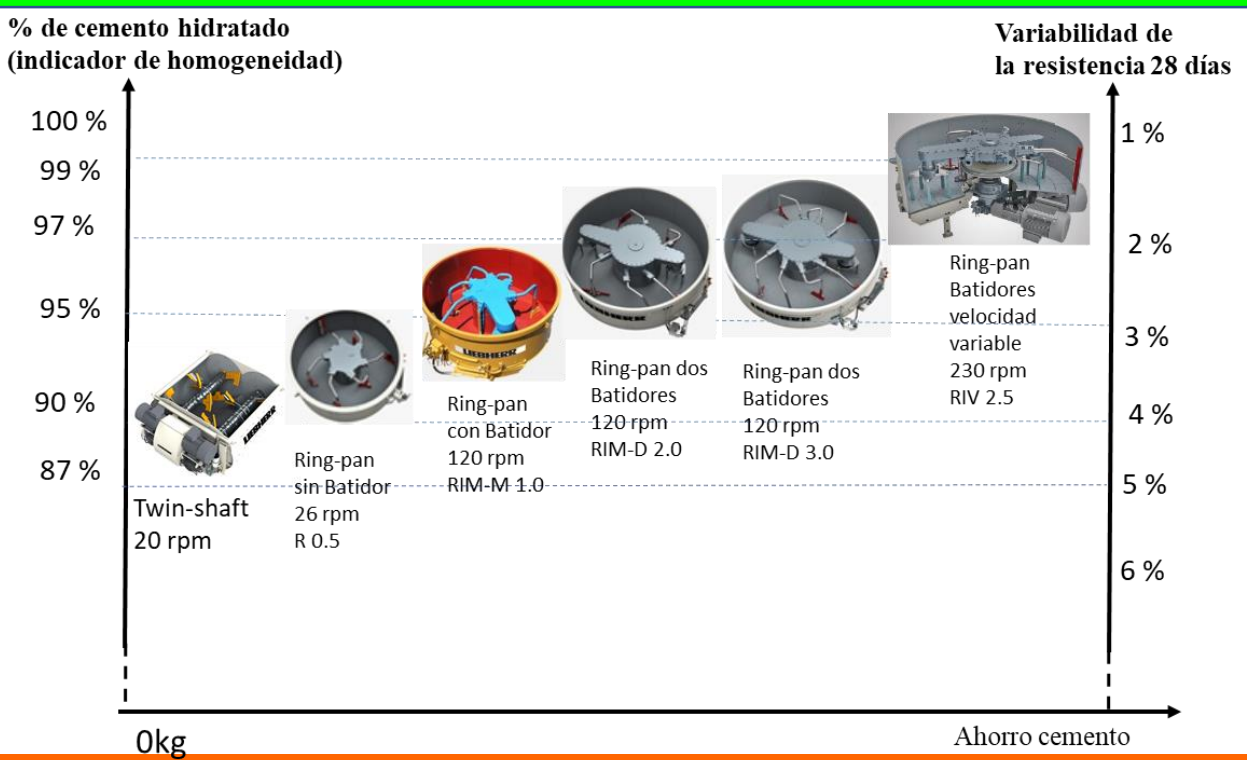 % de cemento hidratado
(indicador de homogeneidad)
Variabilidad de
la resistencia 28 días
100 %
99 %
97 %
95 %
90 %
87 %
1 %
2 %
3 %
4 %
5 %
6 %
LIEBHERR
Twin-shaft
20 rpm
Ring-pan
sin Batidor
26 rpm
R 0.5
LIEBHERR
Ring-pan
con Batidor
120 rpm
RIM-M 1.0
LIEBHERR
Ring-pan dos
Batidores
120 rpm
RIM-D 2.0
LIEBHERR
Ring-pan dos
Batidores
120 rpm
RIM-D 3.0
Ring-pan
Batidores
velocidad
variable
230 rpm
RIV 2.5
0kg
Ahorro cemento